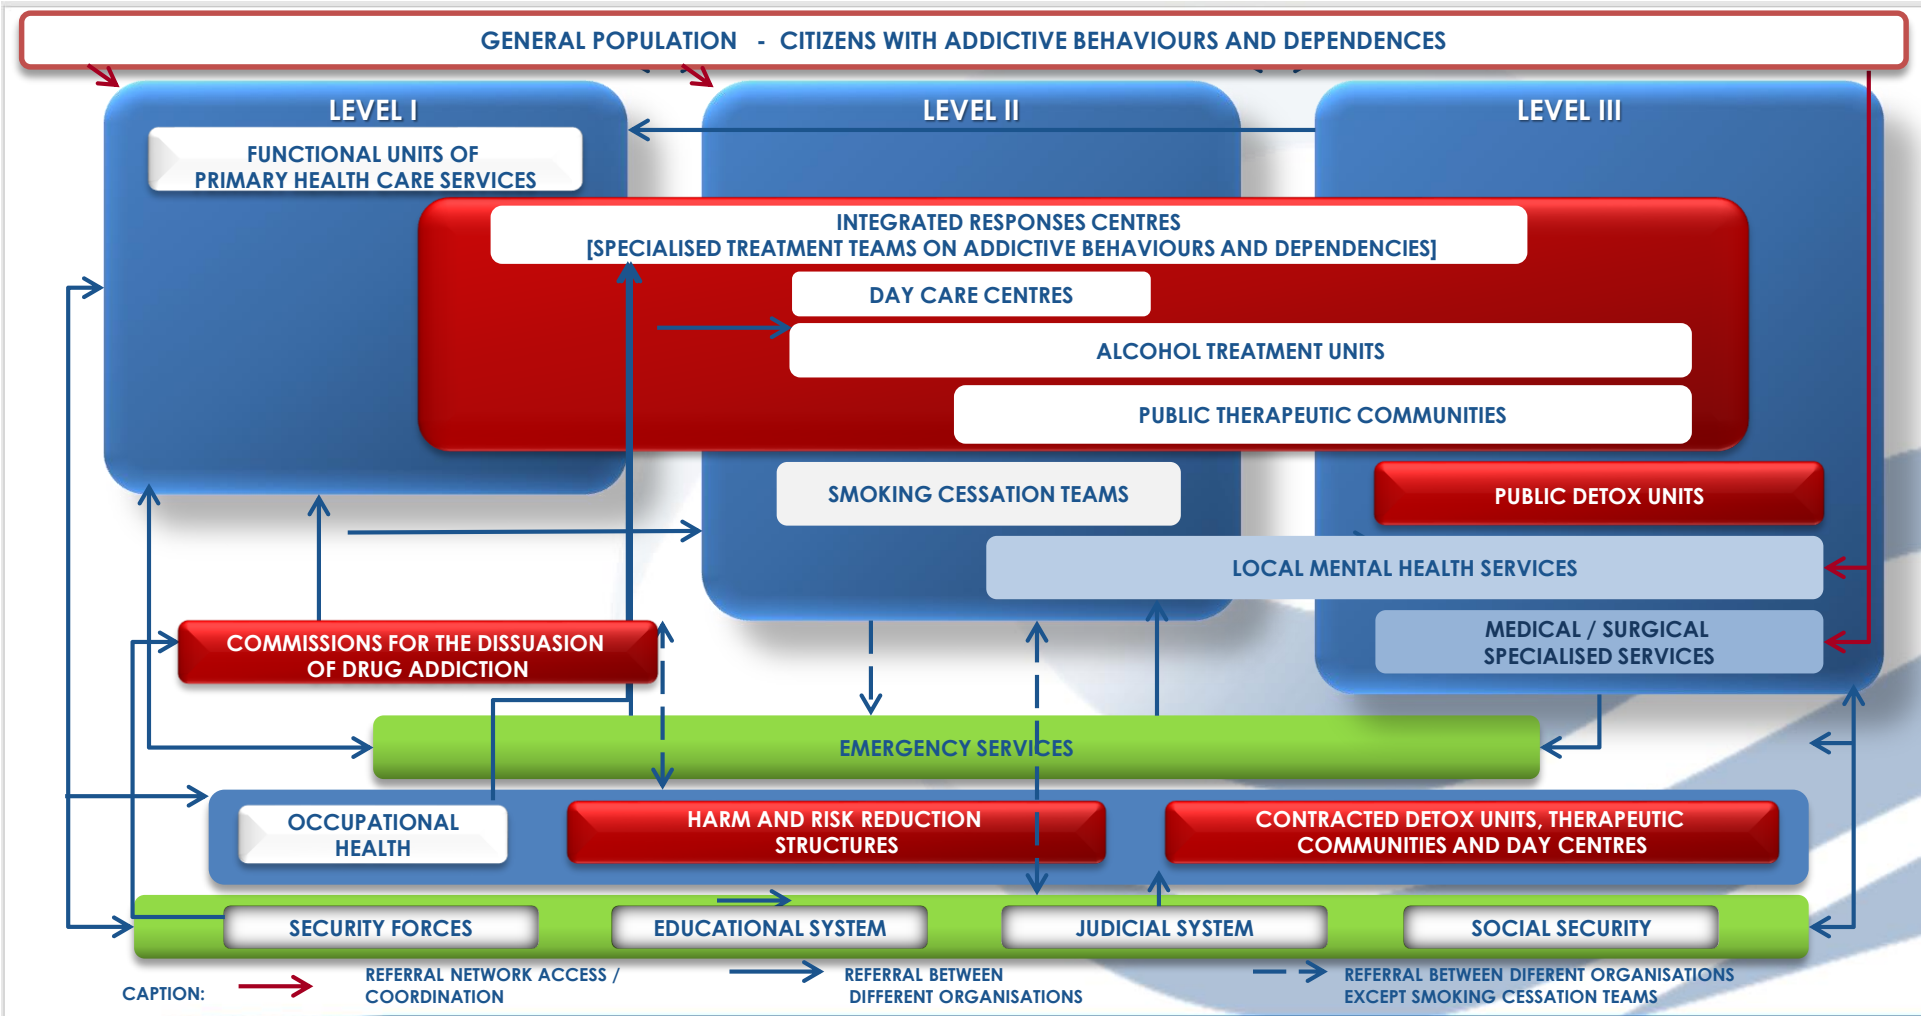 GENERAL POPULATION - CITIZENS WITH ADDICTIVE BEHAVIOURS AND DEPENDENCES
LEVEL I
LEVEL II
LEVEL III
FUNCTIONAL UNITS OF
PRIMARY HEALTH CARE SERVICES
INTEGRATED RESPONSES CENTRES
[SPECIALISED TREATMENT TEAMS ON ADDICTIVE BEHAVIOURS AND DEPENDENCIES]
DAY CARE CENTRES
ALCOHOL TREATMENT UNITS
PUBLIC THERAPEUTIC COMMUNITIES
SMOKING CESSATION TEAMS
PUBLIC DETOX UNITS
LOCAL MENTAL HEALTH SERVICES
COMMISSIONS FOR THE DISSUASION
OF DRUG ADDICTION
MEDICAL / SURGICAL
SPECIALISED SERVICES
EMERGENCY SERVICES
OCCUPATIONAL
HEALTH
HARM AND RISK REDUCTION
STRUCTURES
CONTRACTED DETOX UNITS, THERAPEUTIC
COMMUNITIES AND DAY CENTRES
SECURITY FORCES
EDUCATIONAL SYSTEM
JUDICIAL SYSTEM
SOCIAL SECURITY
CAPTION:
REFERRAL NETWORK ACCESS /
COORDINATION
REFERRAL BETWEEN
DIFFERENT ORGANISATIONS
REFERRAL BETWEEN DIFERENT ORGANISATIONS
EXCEPT SMOKING CESSATION TEAMS